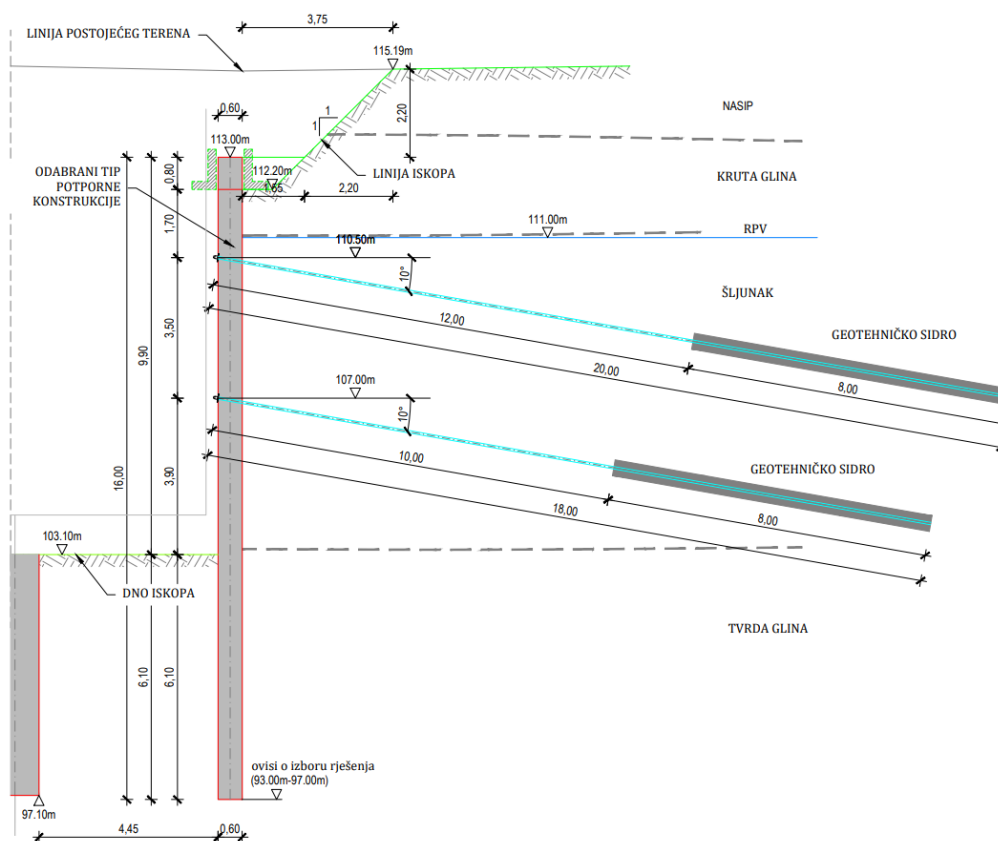 3,75
LINIJA POSTOJEĆEG TERENA
115.19m
0,60
NASIP
1
1
2,20
113.00m
ODABRANI TIP
POTPORNE
KONSTRUKCIJE
0,80
112.20m
LINIJA ISKOPA
KRUTA GLINA
1,65
2,20
1,70
111.00m
RPV
110.50m
10°
ŠLJUNAK
12,00
3,50
9,90
GEOTEHNIČKO SIDRO
20,00
8,00
107.00m
10°
10,00
GEOTEHNIČKO SIDRO
16,00
3,90
18,00
8,00
103.10m
DNO ISKOPA
TVRDA GLINA
6,10
6,10
ovisi o izboru rješenja
(93.00m-97.00m)
97.10m
4,45
0,60